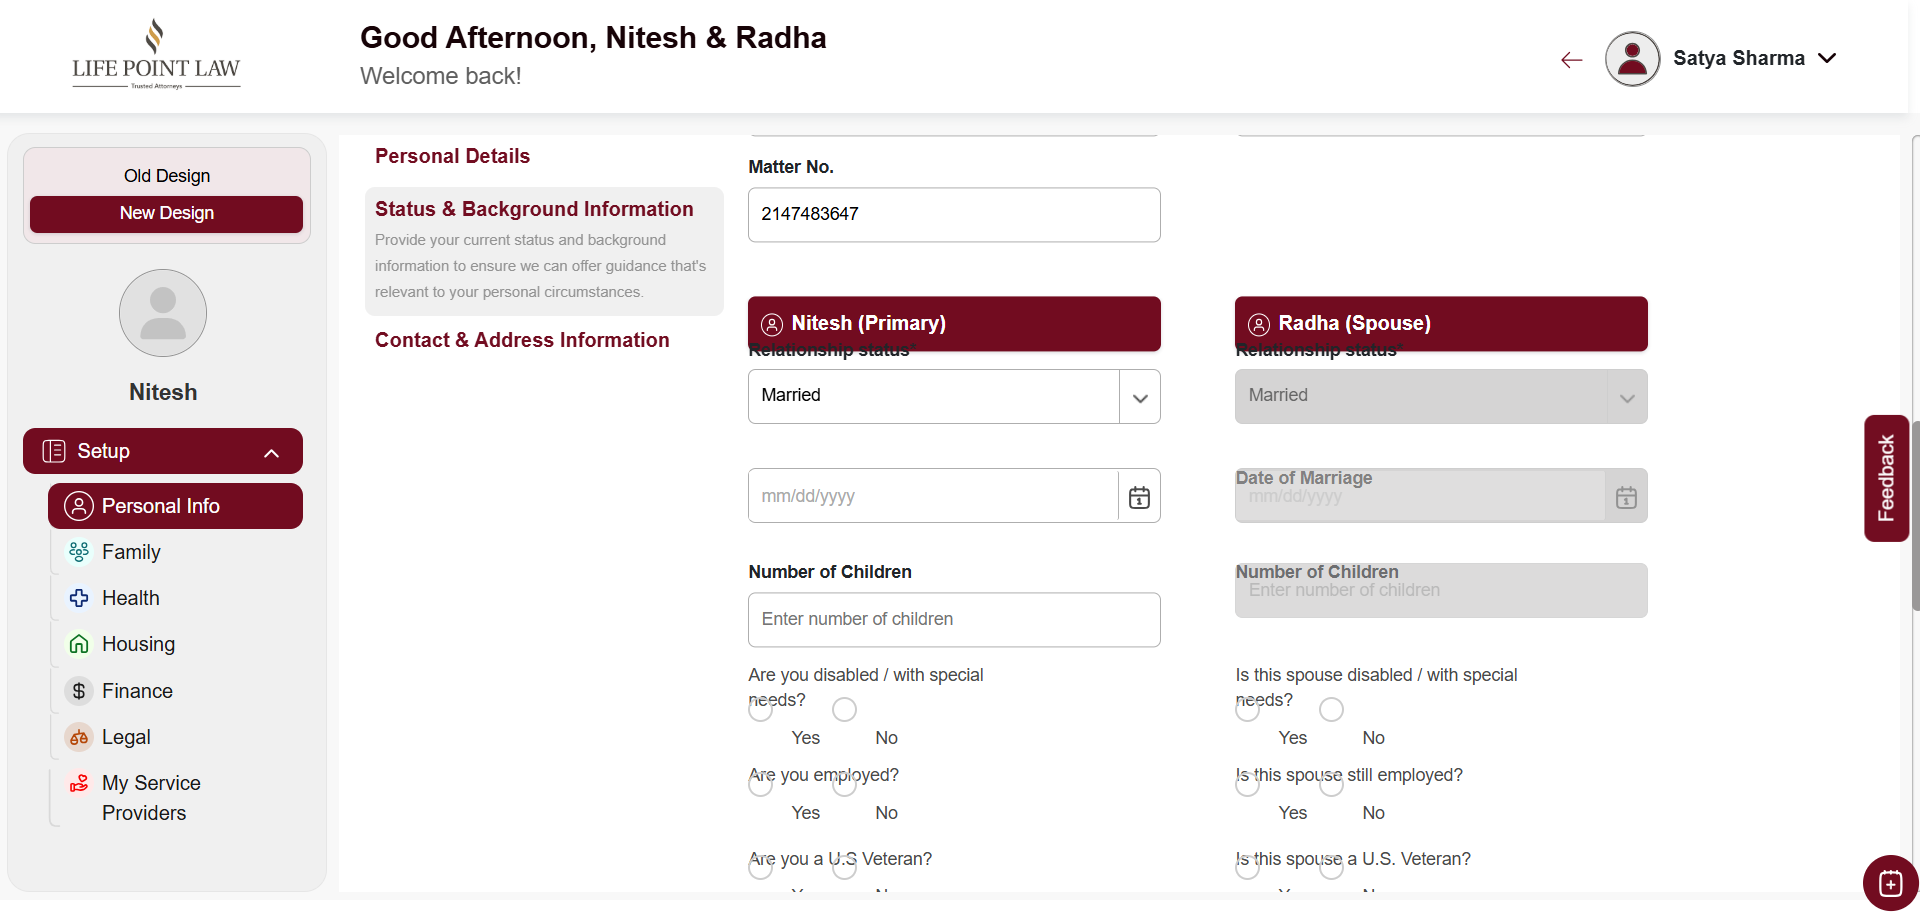 LIFE POINT LAW
Trusted Attorneys
Good Afternoon, Nitesh & Radha
Welcome back!
Satya Sharma
Old Design
New Design
Nitesh
Setup
Personal Info
Family
Health
Housing
Finance
Legal
My Service
Providers
Personal Details
Status & Background Information
Provide your current status and background
information to ensure we can offer guidance that's
relevant to your personal circumstances.
Contact & Address Information
Matter No.
2147483647
Nitesh (Primary)
Relationship status*
Married
mm/dd/yyyy
Number of Children
Enter number of children
Are you disabled / with special
needs?
Yes No
Are you employed?
Yes No
Are you a U.S Veteran?
Radha (Spouse)
Relationship status*
Married
Date of Marriage
mm/dd/yyyy
Number of Children
Enter number of children
Is this spouse disabled / with special
needs?
Yes No
Is this spouse still employed?
Yes No
Is this spouse a U.S. Veteran?
Feedback